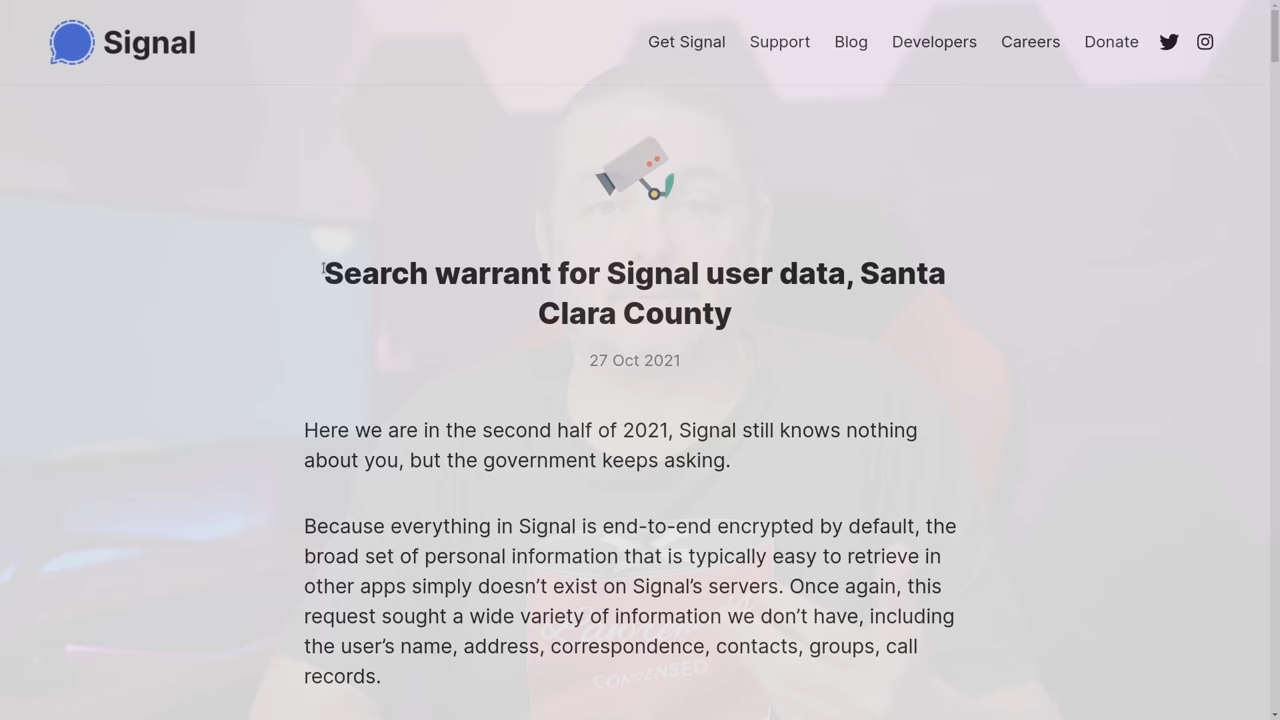 Signal
Get Signal Support Blog Developers Careers Donate
Search warrant for Signal user data, Santa
Clara County
27 Oct 2021
Here we are in the second half of 2021, Signal still knows nothing
about you, but the government keeps asking.
Because everything in Signal is end-to-end encrypted by default, the
broad set of personal information that is typically easy to retrieve in
other apps simply doesn’t exist on Signal’s servers. Once again, this
request sought a wide variety of information we don’t have, including
the user’s name, address, correspondence, contacts, groups, call
records.
CONDENSED